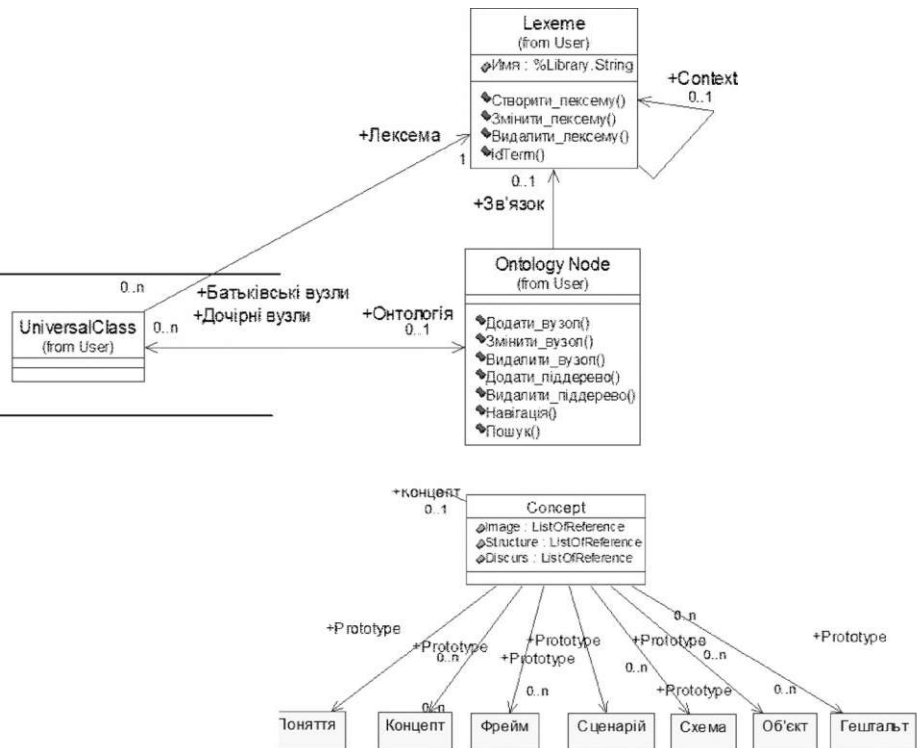 Lexeme
(from User)
Имя : %Library.String
Створити_лексему()
Змінити_лексему()
Видалити_лексему()
idTerm()
+Context
0..1
+Лексема
1
0..1
+Зв'язок
Ontology Node
(from User)
Додати_вузол()
Змінити_вузол()
Видалити_вузол()
Додати_піддерево()
Видалити_піддерево()
Навігація()
Пошук()
0..n
+Батьківські вузли
+Дочірні вузли
0..n
+Онтологія
0..1
UniversalClass
(from User)
+Концепт
0..1
Concept
Image : ListOfReference
Structure : ListOfReference
Discurs : ListOfReference
+Prototype
+Prototype
0..n
+Prototype
+Prototype
0..n
+Prototype
0..n
0..n
+Prototype
0..n
+Prototype
0..n
0..n
0..n
Поняття
Концепт
Фрейм
Сценарій
Схема
Об'єкт
Гештальт